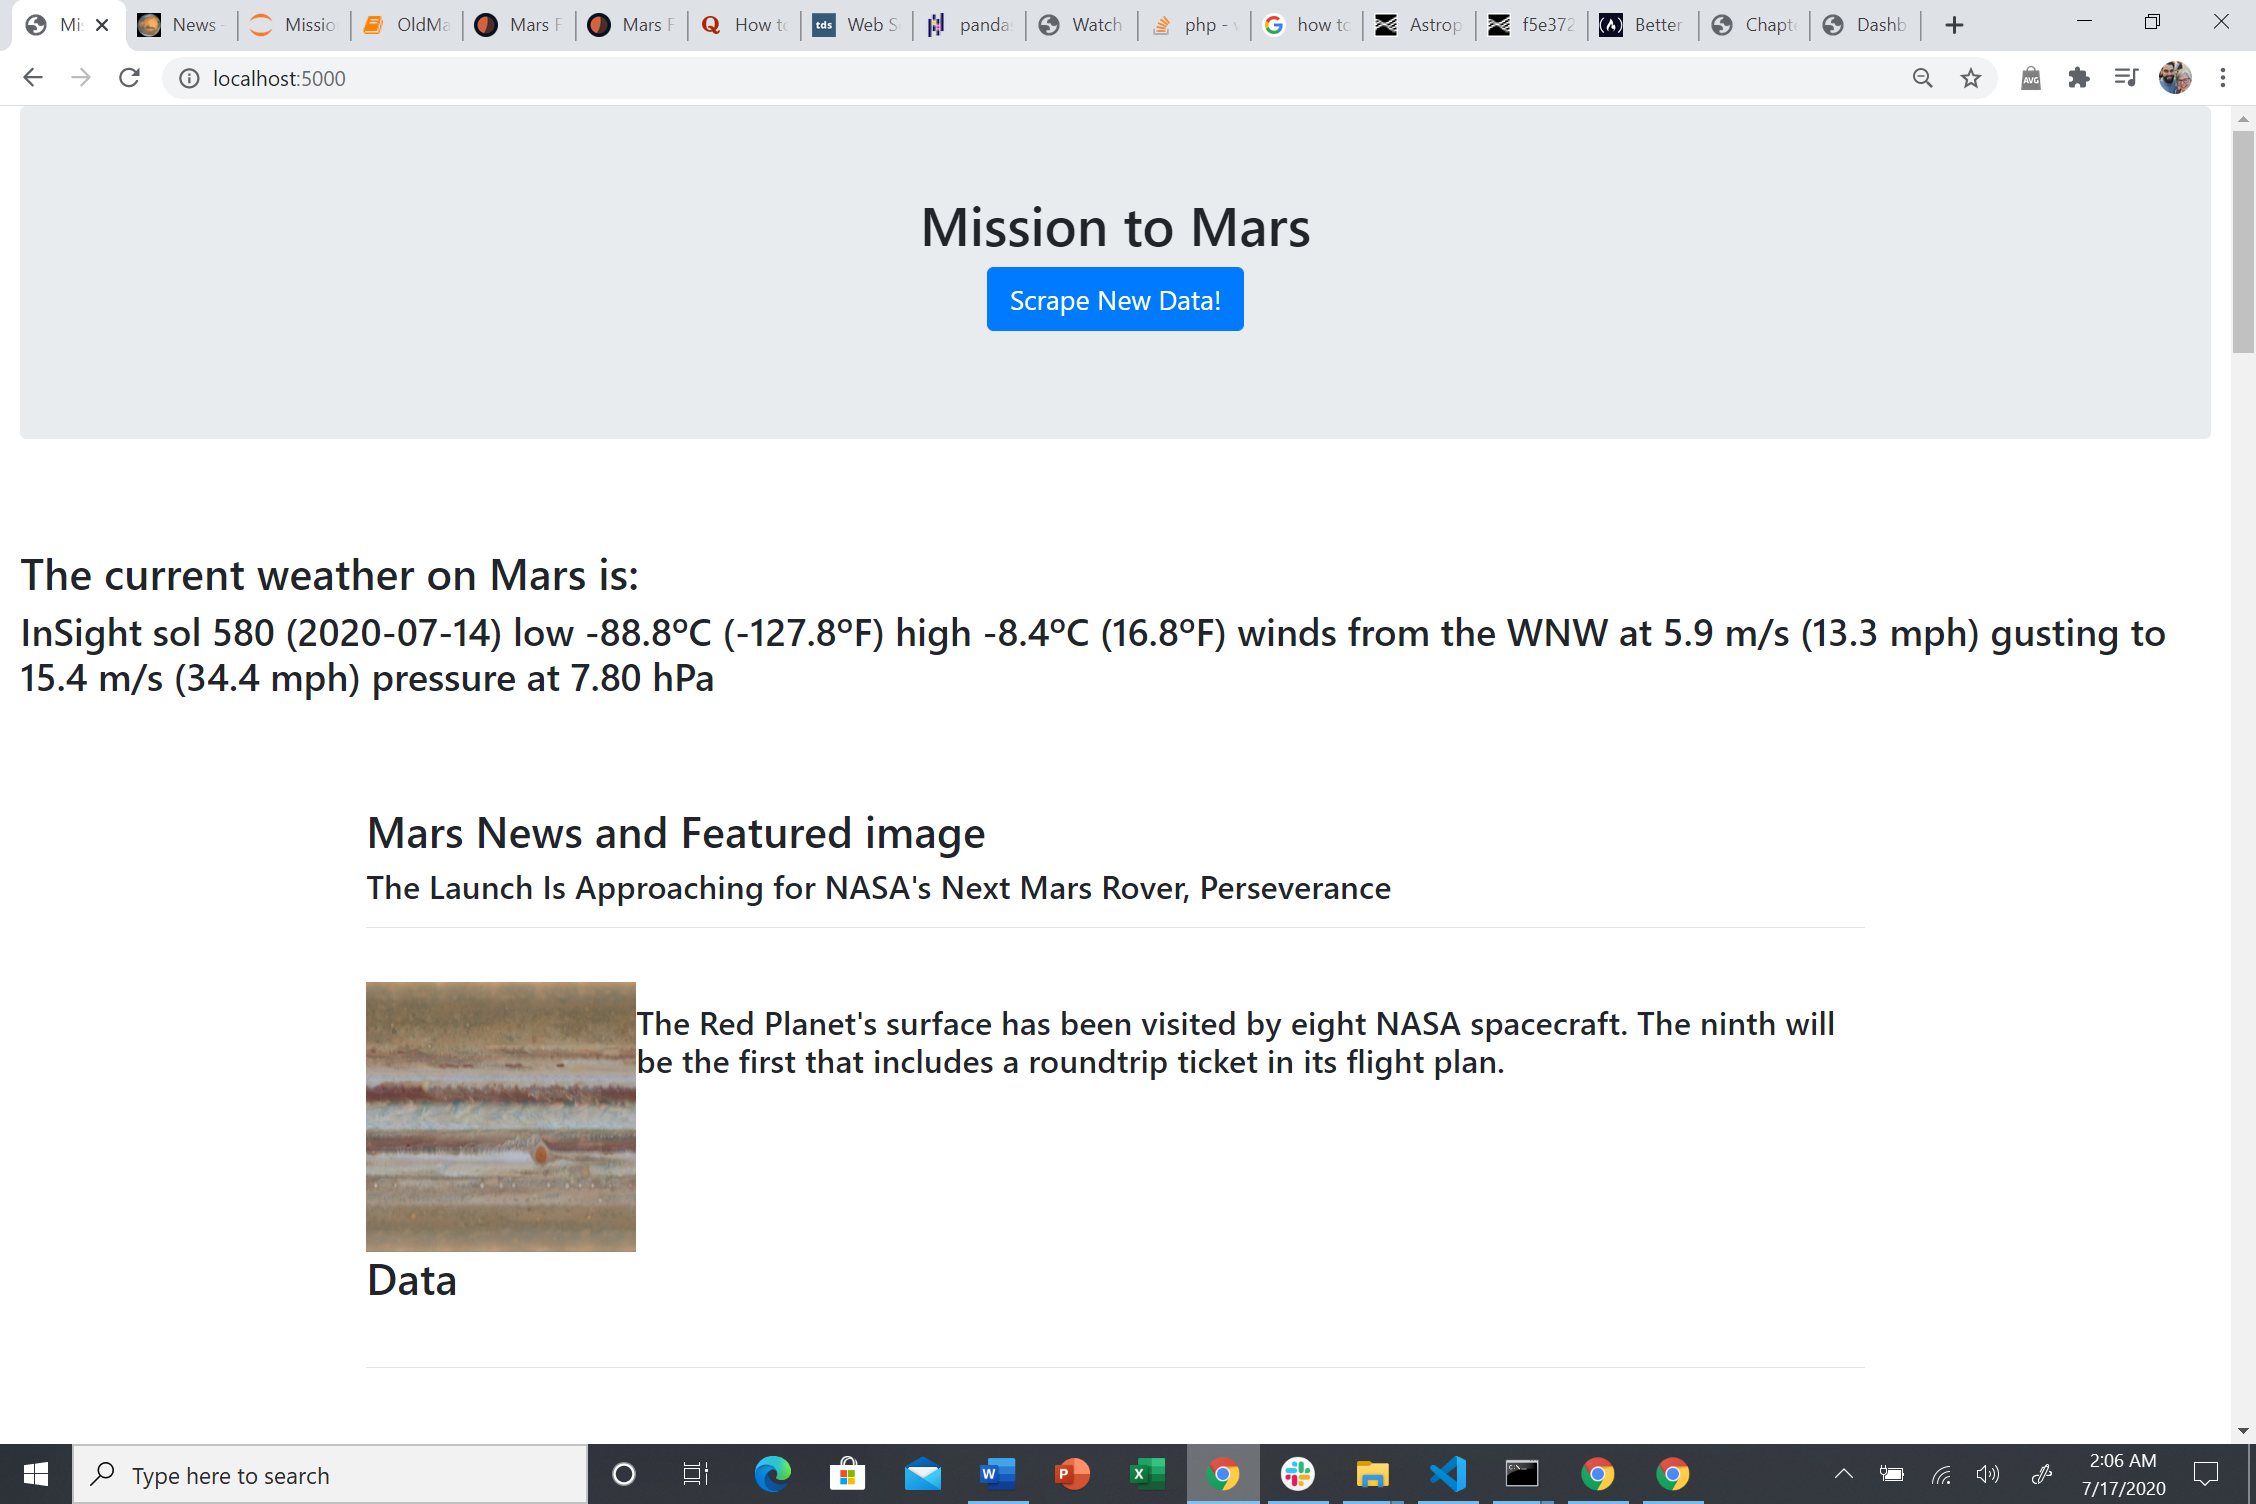 Mi
News
Missio
OldMa
Mars F
Mars F
How to
tds
Web S
panda
Watch
php -
how to
Astrop
f5e372
Better
Chapt
Dashb
localhost:5000
AVG
Mission to Mars
Scrape New Data!
The current weather on Mars is:
InSight sol 580 (2020-07-14) low -88.8ºC (-127.8ºF) high -8.4ºC (16.8ºF) winds from the WNW at 5.9 m/s (13.3 mph) gusting to
15.4 m/s (34.4 mph) pressure at 7.80 hPa
Mars News and Featured image
The Launch Is Approaching for NASA's Next Mars Rover, Perseverance
The Red Planet's surface has been visited by eight NASA spacecraft. The ninth will
be the first that includes a roundtrip ticket in its flight plan.
Data
Type here to search
2:06 AM
7/17/2020